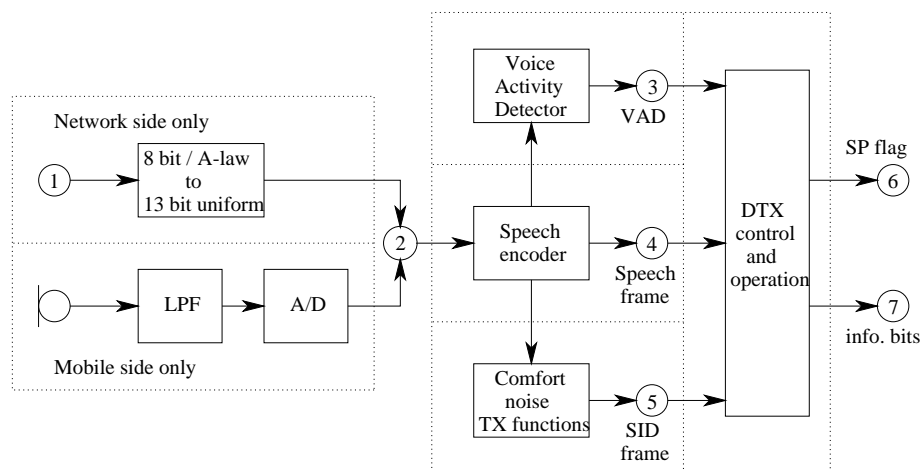 Voice
Activity
Detector
3
VAD
Network side only
1
8 bit / A-law
to
13 bit uniform
2
Speech
encoder
4
Speech
frame
DTX
control
and
operation
SP flag
6
7
info. bits
LPF
A/D
Mobile side only
Comfort
noise
TX functions
5
SID
frame